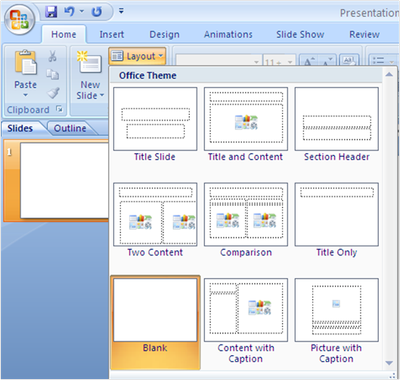 Presentation
Home Insert Design Animations Slide Show Review
Layout
Paste
New
Slide
Clipboard
11
Slides Outline
1
Office Theme
Title Slide Title and Content Section Header
Two Content Comparison Title Only
Blank Content with
Caption Picture with
Caption